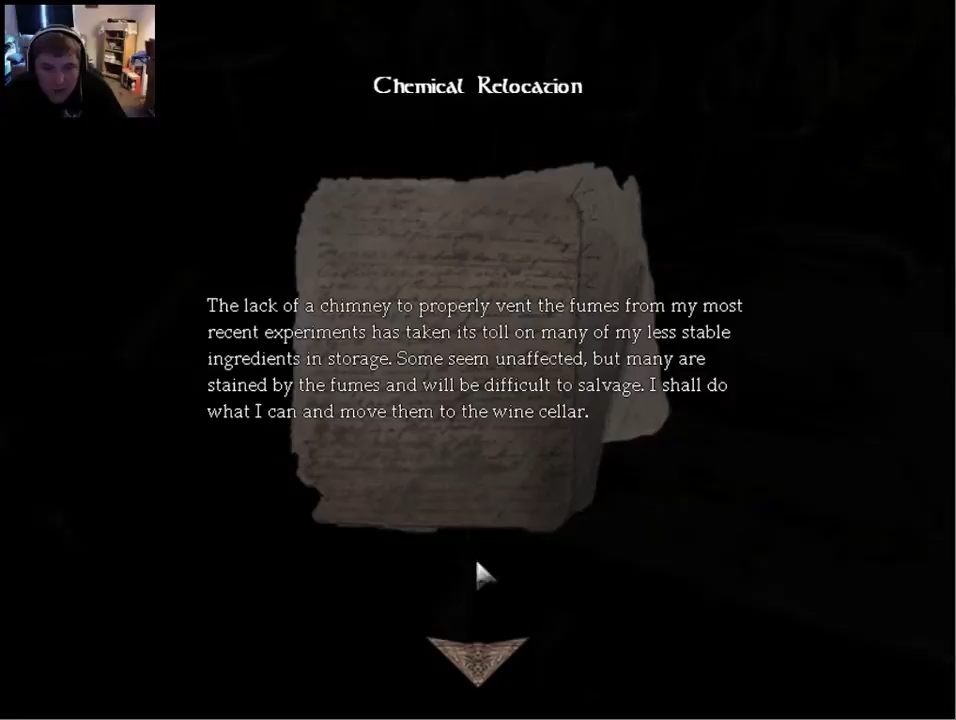 Chemical Relocation
The lack of a chimney to properly vent the fumes from my most
recent experiments has taken its toll on many of my less stable
ingredients in storage. Some seem unaffected, but many are
stained by the fumes and will be difficult to salvage. I shall do
what I can and move them to the wine cellar.